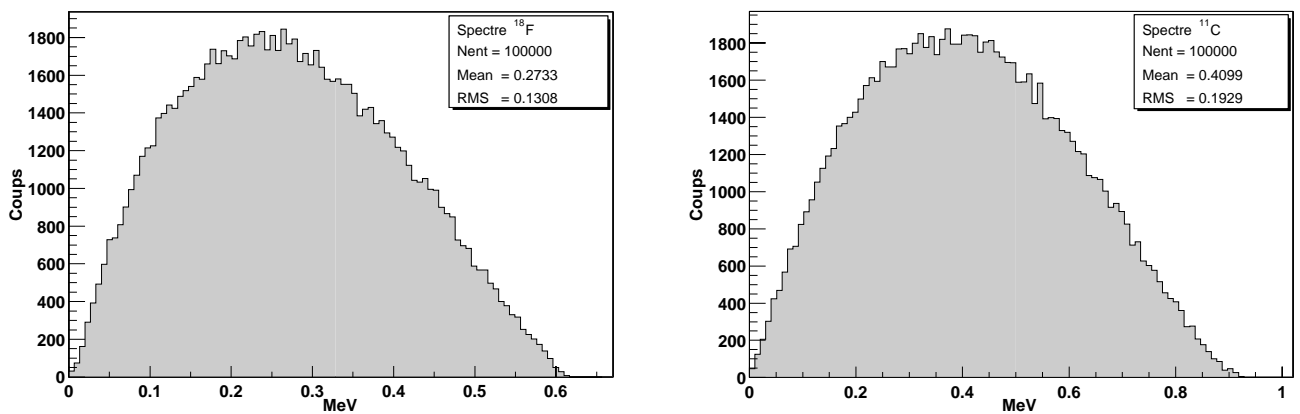 Spectre ¹⁸F
Nent = 100000
Mean = 0.2733
RMS = 0.1308
Coups
1800
1600
1400
1200
1000
800
600
400
200
0
0 0.1 0.2 0.3 0.4 0.5 0.6
MeV
Spectre ¹¹C
Nent = 100000
Mean = 0.4099
RMS = 0.1929
Coups
1800
1600
1400
1200
1000
800
600
400
200
0
0 0.2 0.4 0.6 0.8 1
MeV